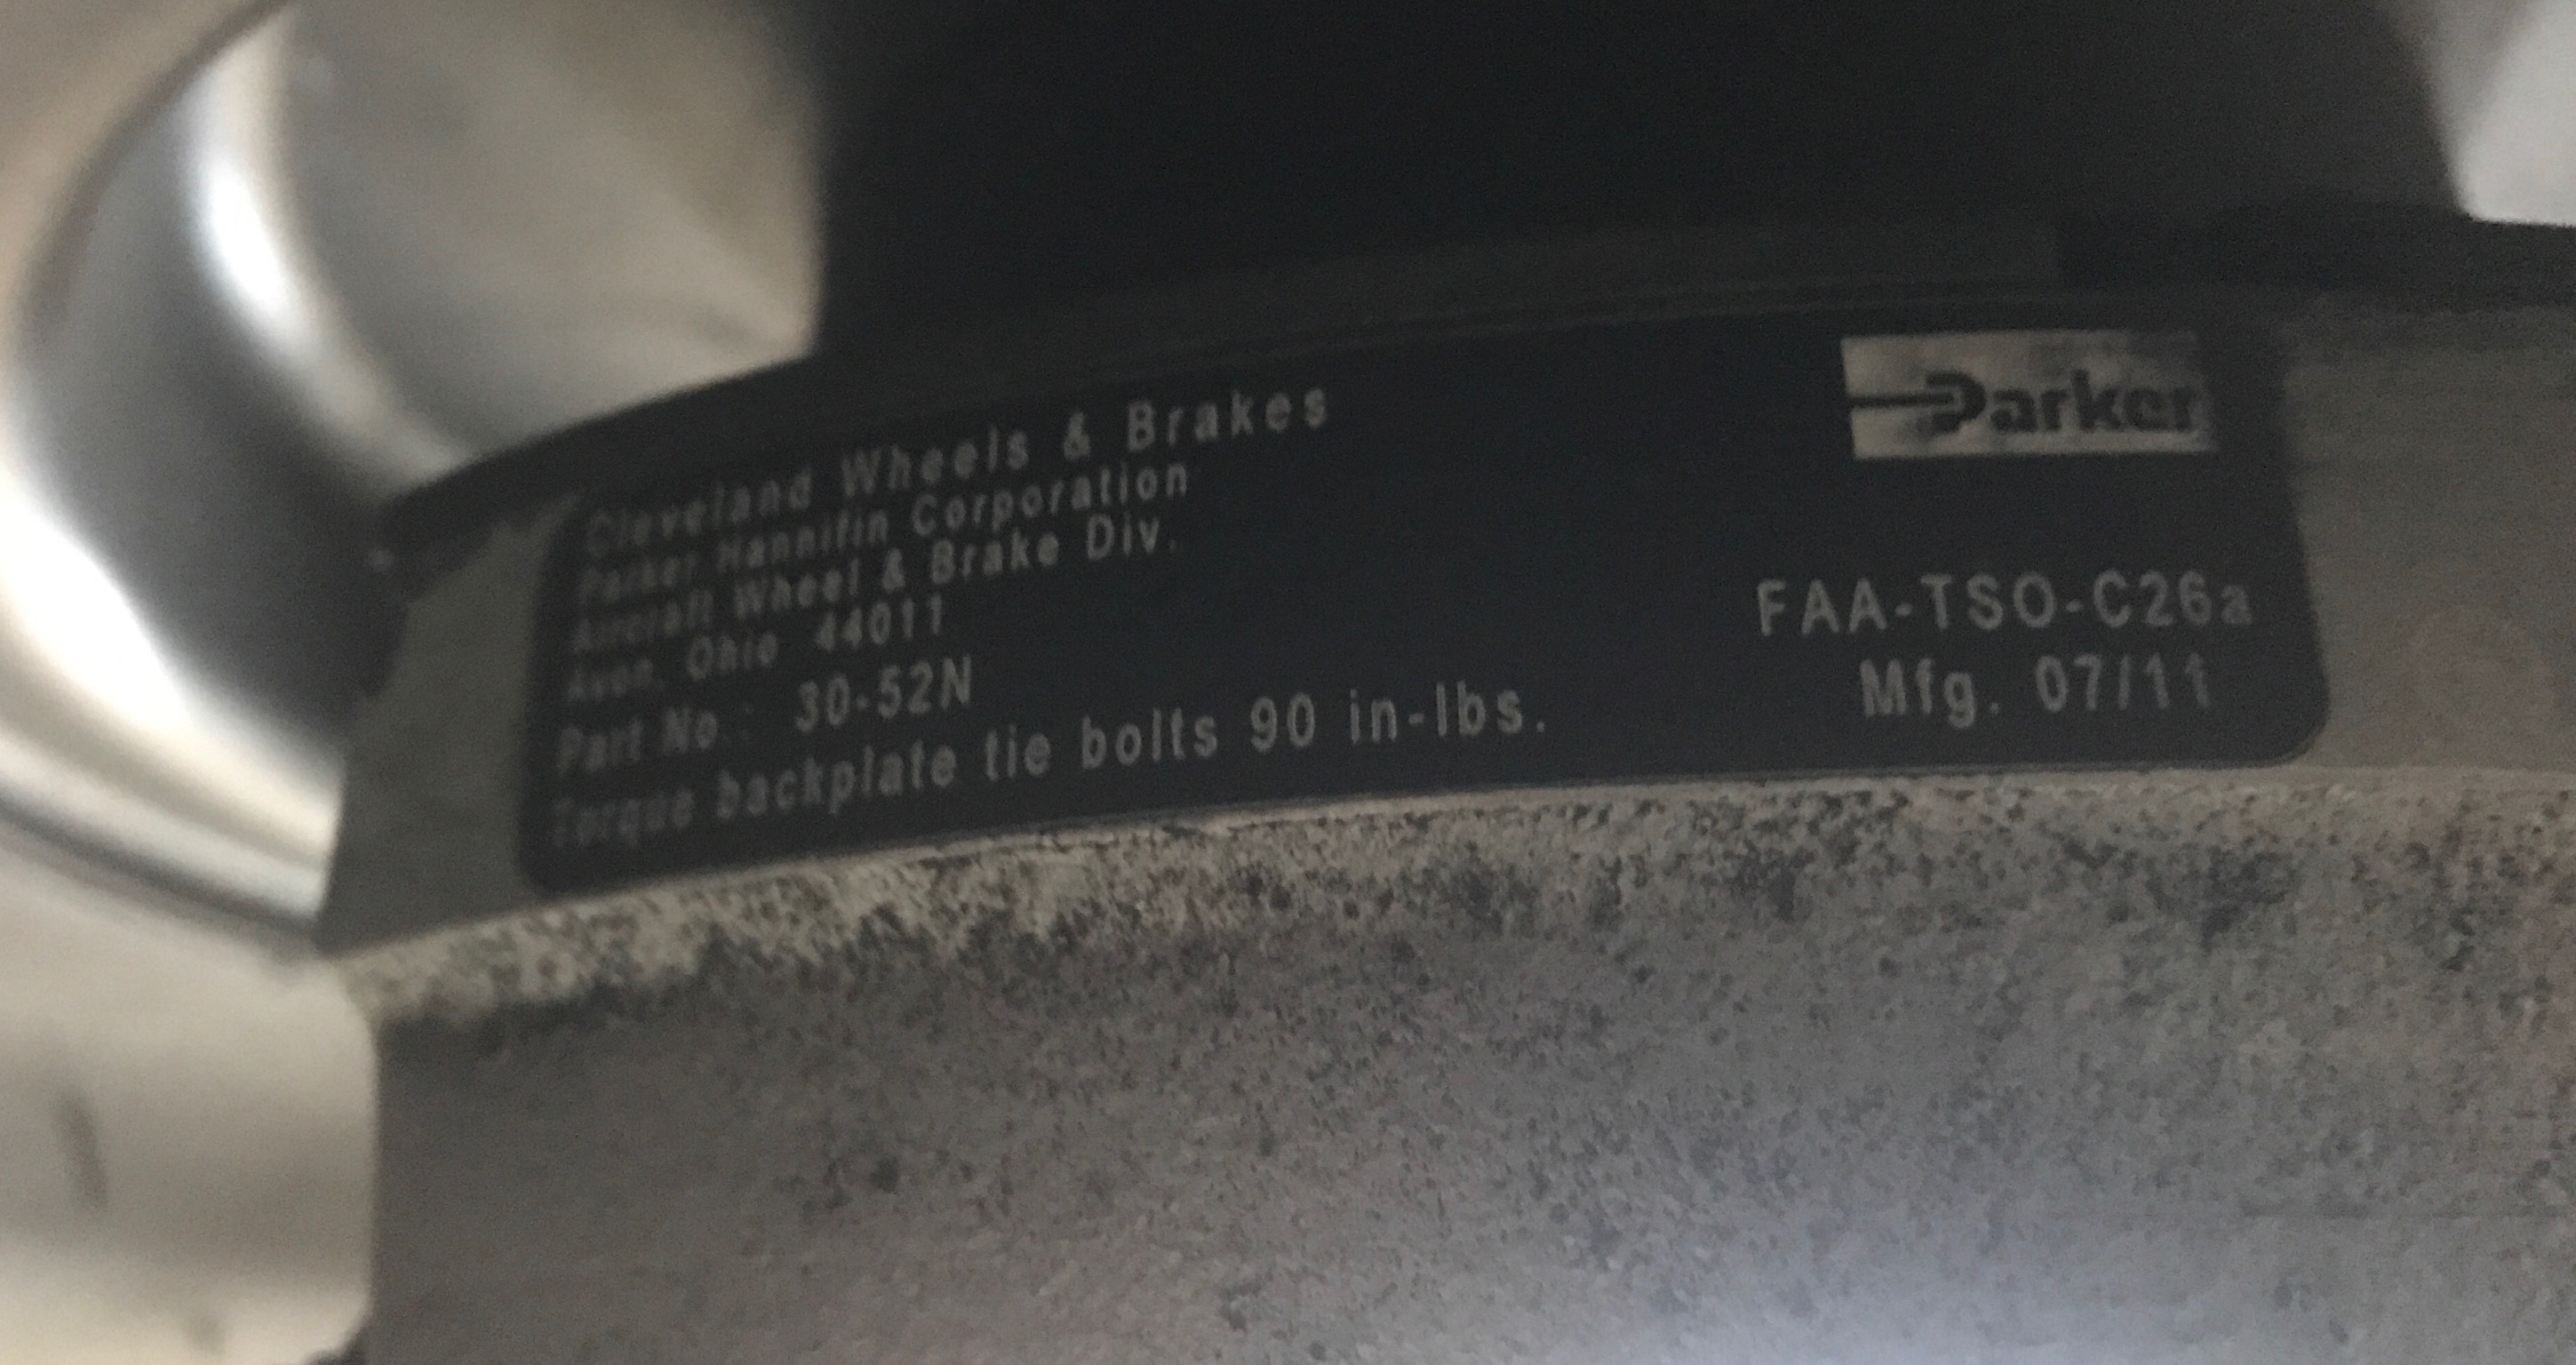 Cleveland Wheels & Brakes
Parker Hannifin Corporation
Aircraft Wheel & Brake Div.
Avon, Ohio 44011
Part No.: 30-52N
Torque backplate tie bolts 90 in-lbs.
Parker
FAA-TSO-C26a
Mfg. 07/11